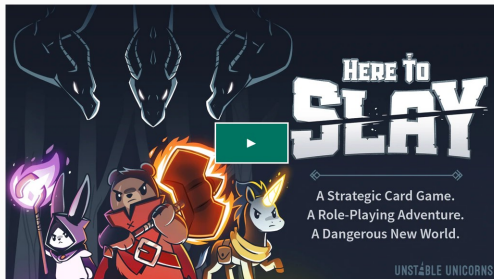 HERE TO
SLAY
A Strategic Card Game.
A Role-Playing Adventure.
A Dangerous New World.
UNSTABLE UNICORNS